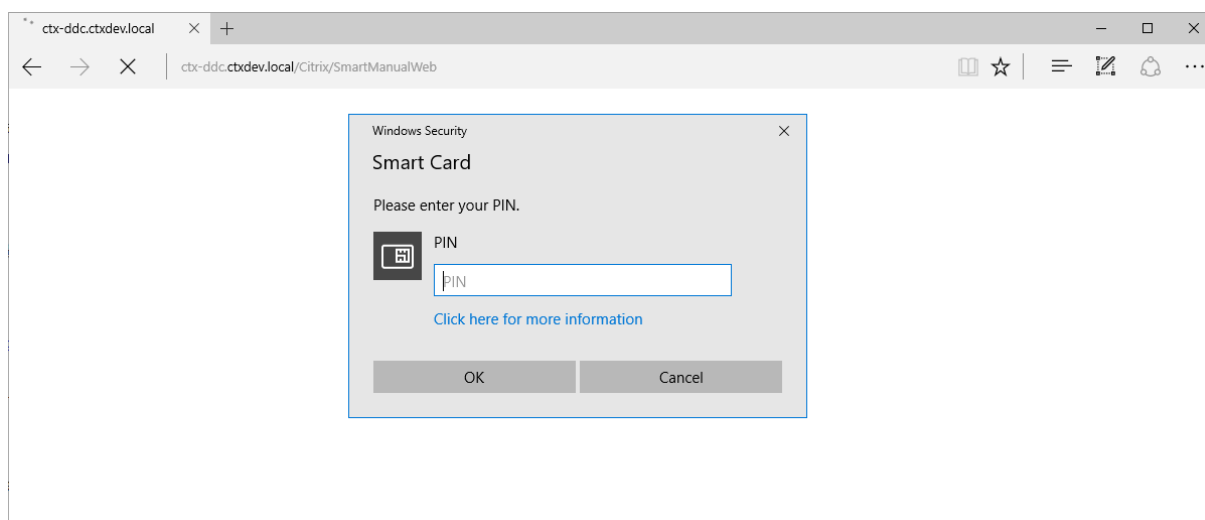 ctx-ddc.ctxdev.local
ctx-ddc.ctxdev.local/Citrix/SmartManualWeb
Windows Security
Smart Card
Please enter your PIN.
PIN
PIN
Click here for more information
OK Cancel